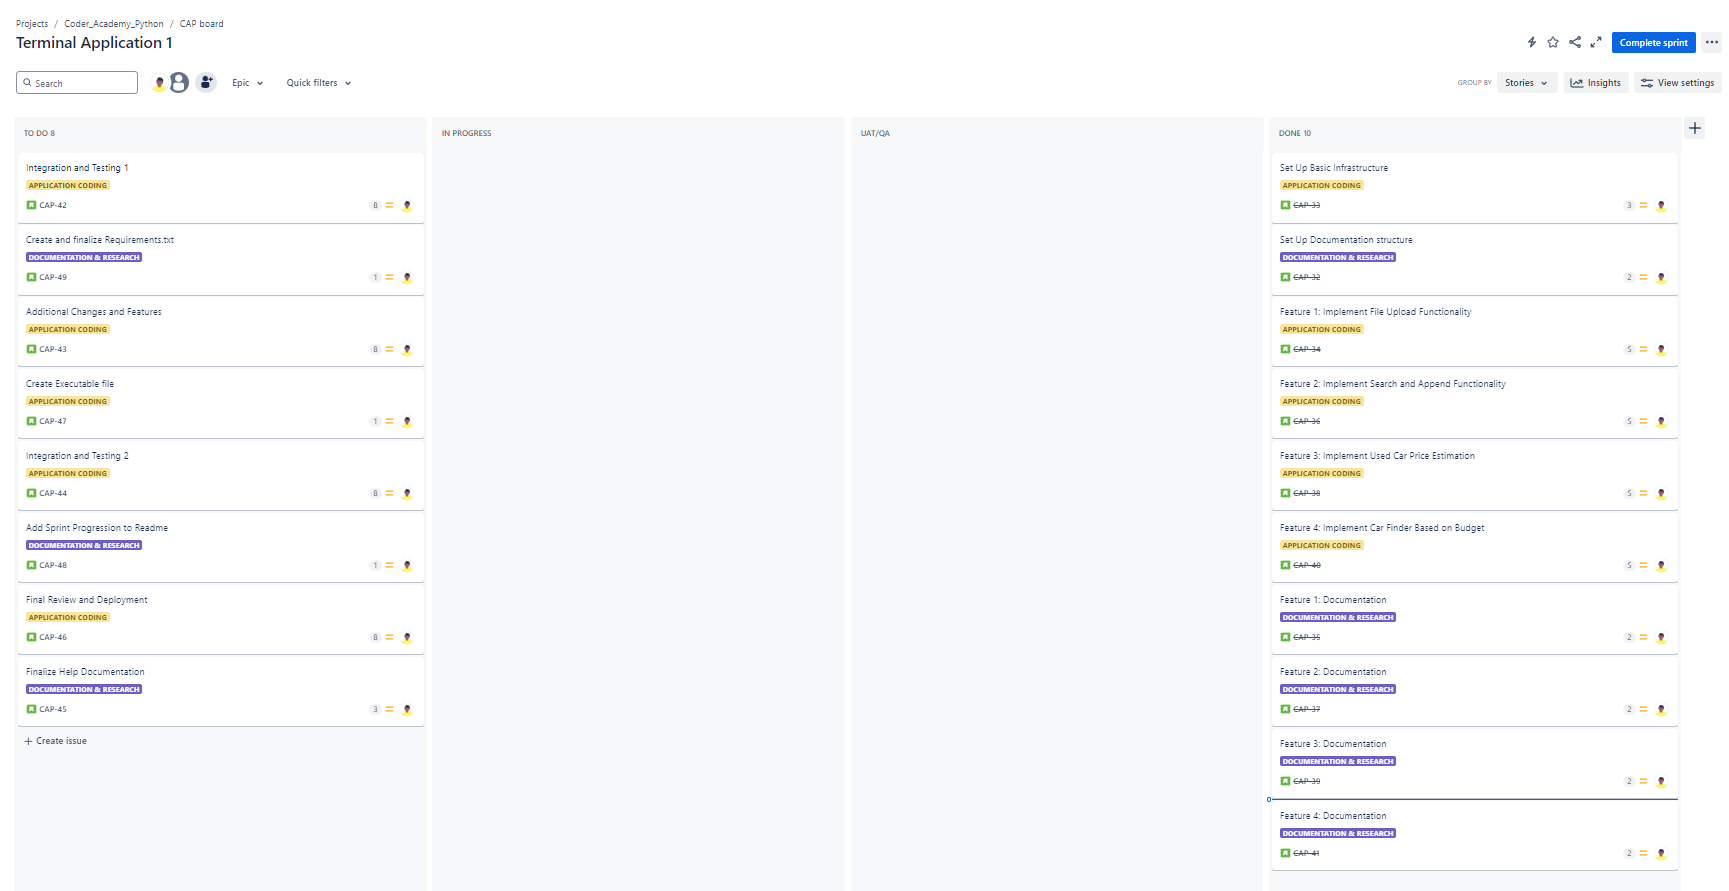 Projects / Coder_Academy_Python / CAP board
Terminal Application 1
Complete sprint
Search
Epic
Quick filters
GROUP BY
Stories
Insights
View settings
TO DO 8
Integration and Testing 1
APPLICATION CODING
CAP-42
8
Create and finalize Requirements.txt
DOCUMENTATION & RESEARCH
CAP-49
1
Additional Changes and Features
APPLICATION CODING
CAP-43
8
Create Executable file
APPLICATION CODING
CAP-47
1
Integration and Testing 2
APPLICATION CODING
CAP-44
8
Add Sprint Progression to Readme
DOCUMENTATION & RESEARCH
CAP-48
1
Final Review and Deployment
APPLICATION CODING
CAP-46
8
Finalize Help Documentation
DOCUMENTATION & RESEARCH
CAP-45
3
+ Create issue
IN PROGRESS
UAT/QA
DONE 10
Set Up Basic Infrastructure
APPLICATION CODING
CAP-33
3
Set Up Documentation structure
DOCUMENTATION & RESEARCH
CAP-32
2
Feature 1: Implement File Upload Functionality
APPLICATION CODING
CAP-34
5
Feature 2: Implement Search and Append Functionality
APPLICATION CODING
CAP-36
5
Feature 3: Implement Used Car Price Estimation
APPLICATION CODING
CAP-38
5
Feature 4: Implement Car Finder Based on Budget
APPLICATION CODING
CAP-40
5
Feature 1: Documentation
DOCUMENTATION & RESEARCH
CAP-35
2
Feature 2: Documentation
DOCUMENTATION & RESEARCH
CAP-37
2
Feature 3: Documentation
DOCUMENTATION & RESEARCH
CAP-39
2
Feature 4: Documentation
DOCUMENTATION & RESEARCH
CAP-41
2